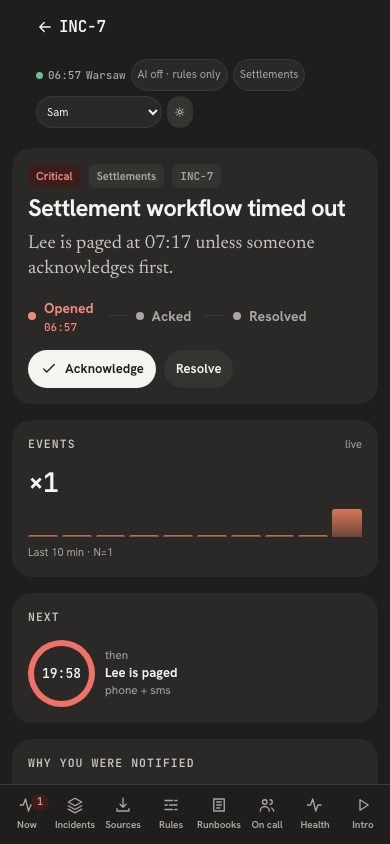 ← INC-7
06:57 Warsaw AI off · rules only Settlements
Sam
Critical Settlements INC-7
Settlement workflow timed out
Lee is paged at 07:17 unless someone
acknowledges first.
Opened Acked Resolved
06:57
Acknowledge Resolve
EVENTS live
×1
Last 10 min · N=1
NEXT
19:58
then
Lee is paged
phone + sms
WHY YOU WERE NOTIFIED
1
Now Incidents Sources Rules Runbooks On call Health Intro